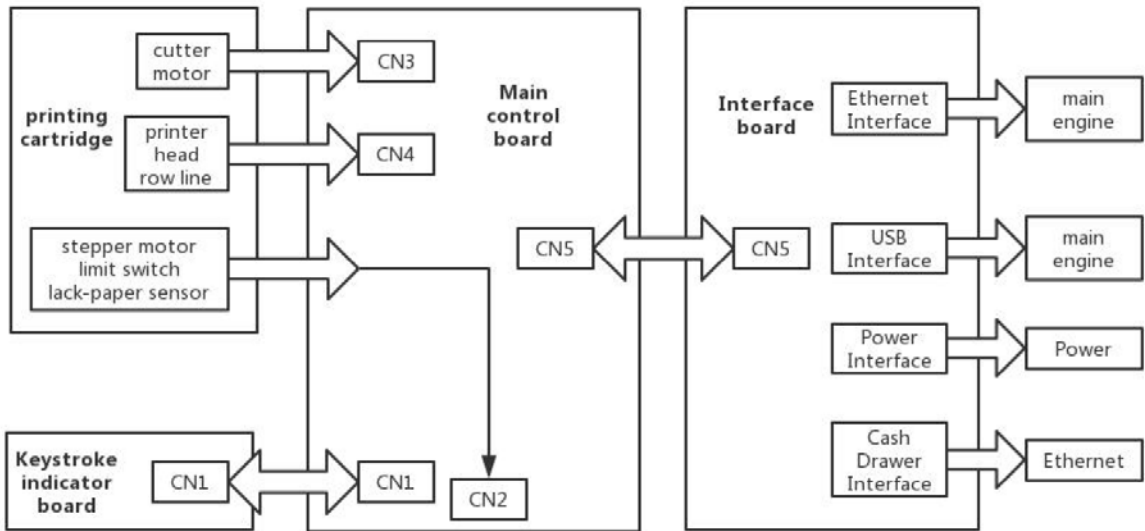 printing
cartridge
cutter
motor
printer
head
row line
stepper motor
limit switch
lack-paper sensor
Keystroke
indicator
board
CN1
Main
control
board
CN3
CN4
CN5
CN1
CN2
Interface
board
CN5
Ethernet
Interface
main
engine
USB
Interface
main
engine
Power
Interface
Power
Cash
Drawer
Interface
Ethernet